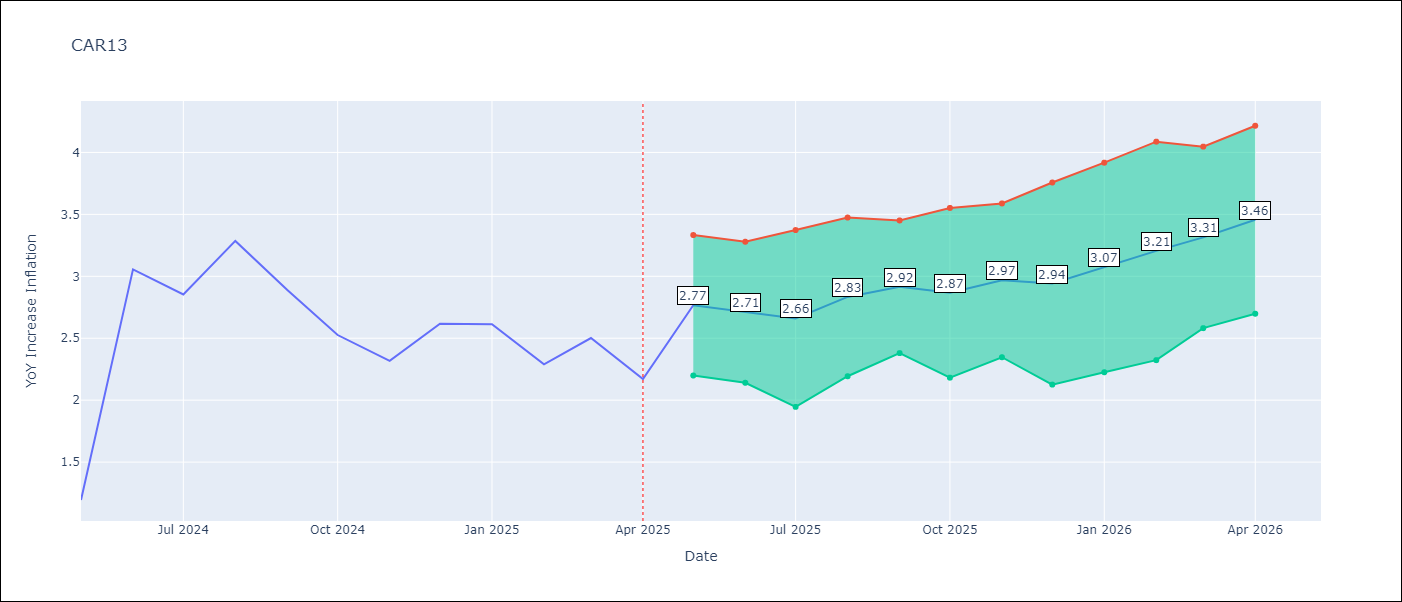 CAR13
YoY Increase Inflation
4
3.5
3
2.5
2
1.5
2.77
2.71
2.66
2.83
2.92
2.87
2.97
2.94
3.07
3.21
3.31
3.46
Jul 2024
Oct 2024
Jan 2025
Apr 2025
Jul 2025
Oct 2025
Jan 2026
Apr 2026
Date